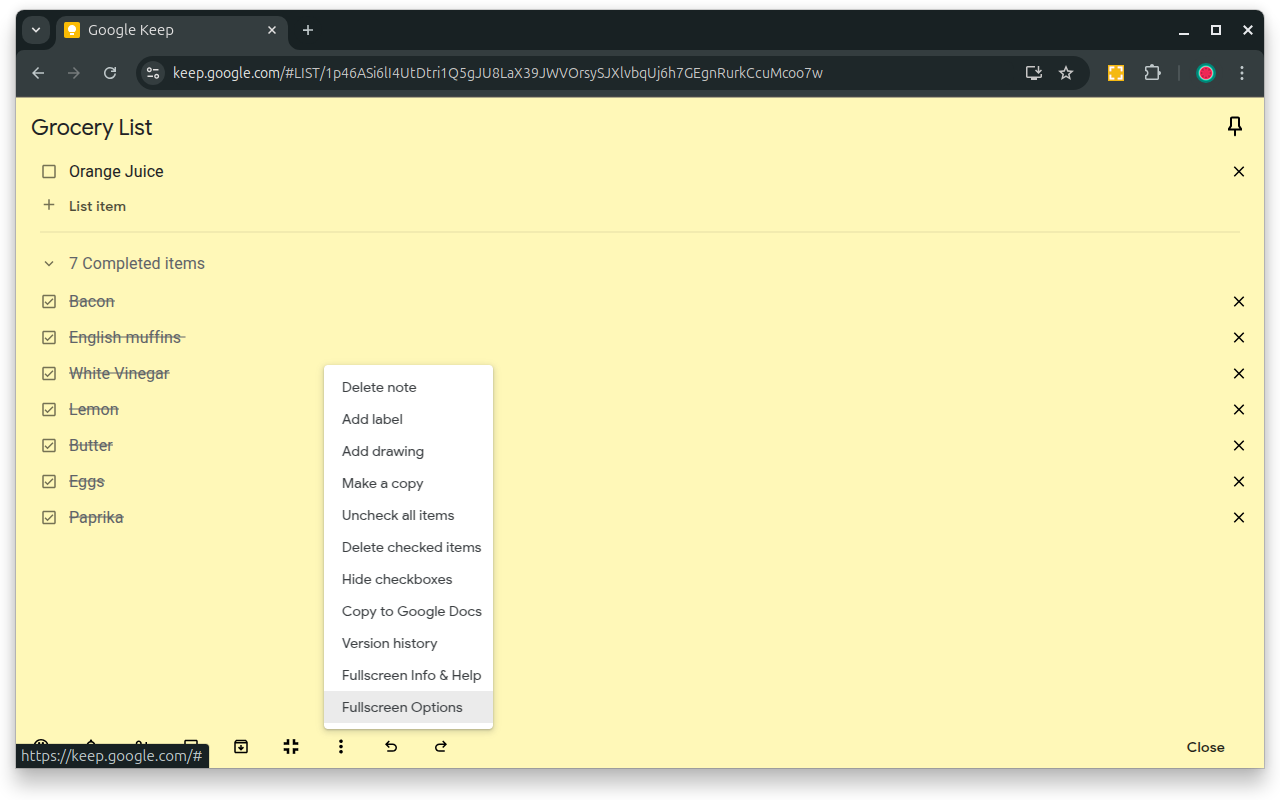 Google Keep
keep.google.com/#LIST/1p46ASi6lI4UtDtri1Q5gJU8LaX39JWVOrsySJXlvbqUj6h7GEgnRurkCcuMcoo7w
Grocery List
Orange Juice
List item
7 Completed items
Bacon
English muffins
White Vinegar
Lemon
Butter
Eggs
Paprika
Delete note
Add label
Add drawing
Make a copy
Uncheck all items
Delete checked items
Hide checkboxes
Copy to Google Docs
Version history
Fullscreen Info & Help
Fullscreen Options
Close
https://keep.google.com/#